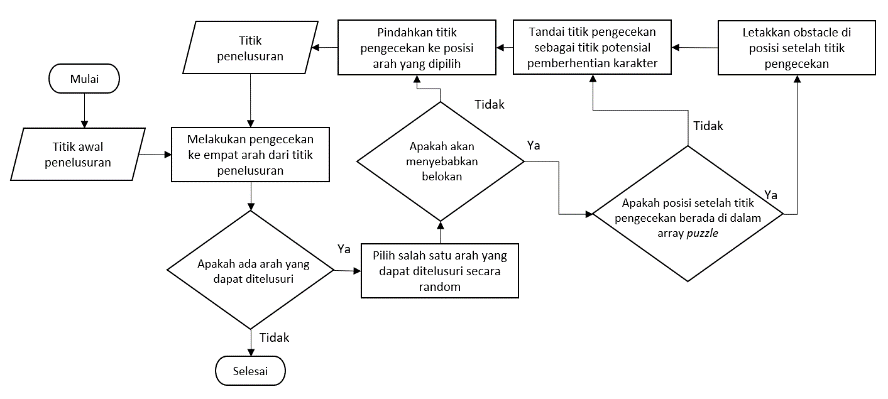 Mulai
Titik awal
penelusuran
Titik
penelusuran
Melakukan pengecekan
ke empat arah dari titik
penelusuran
Apakah ada arah yang
dapat ditelusuri
Tidak
Selesai
Ya
Pilih salah satu arah yang
dapat ditelusuri secara
random
Apakah akan
menyebabkan
belokan
Tidak
Pindahkan titik
pengecekan ke posisi
arah yang dipilih
Ya
Apakah posisi setelah titik
pengecekan berada di dalam
array puzzle
Tidak
Tandai titik pengecekan
sebagai titik potensial
pemberhentian karakter
Ya
Letakkan obstacle di
posisi setelah titik
pengecekan